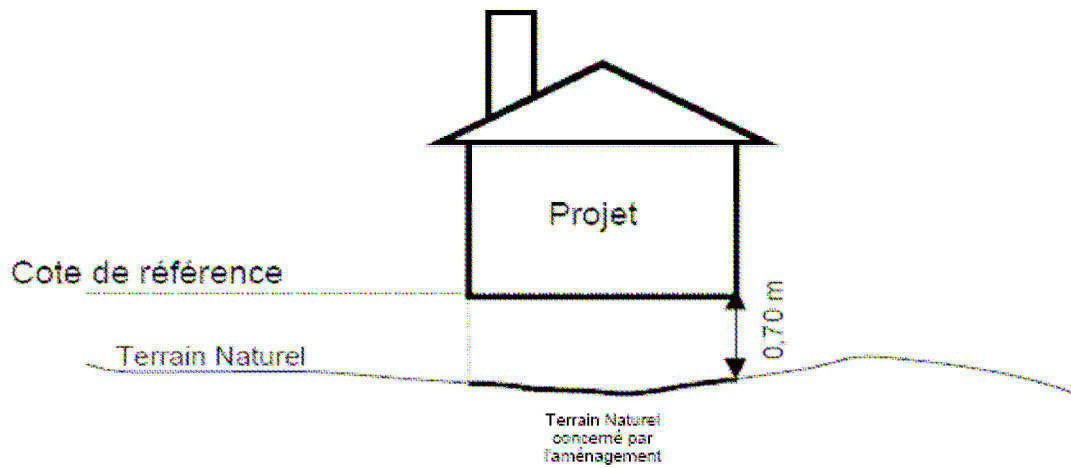 Projet
Cote de référence
0,70 m
Terrain Naturel
Terrain Naturel
concerné par
l'aménagement